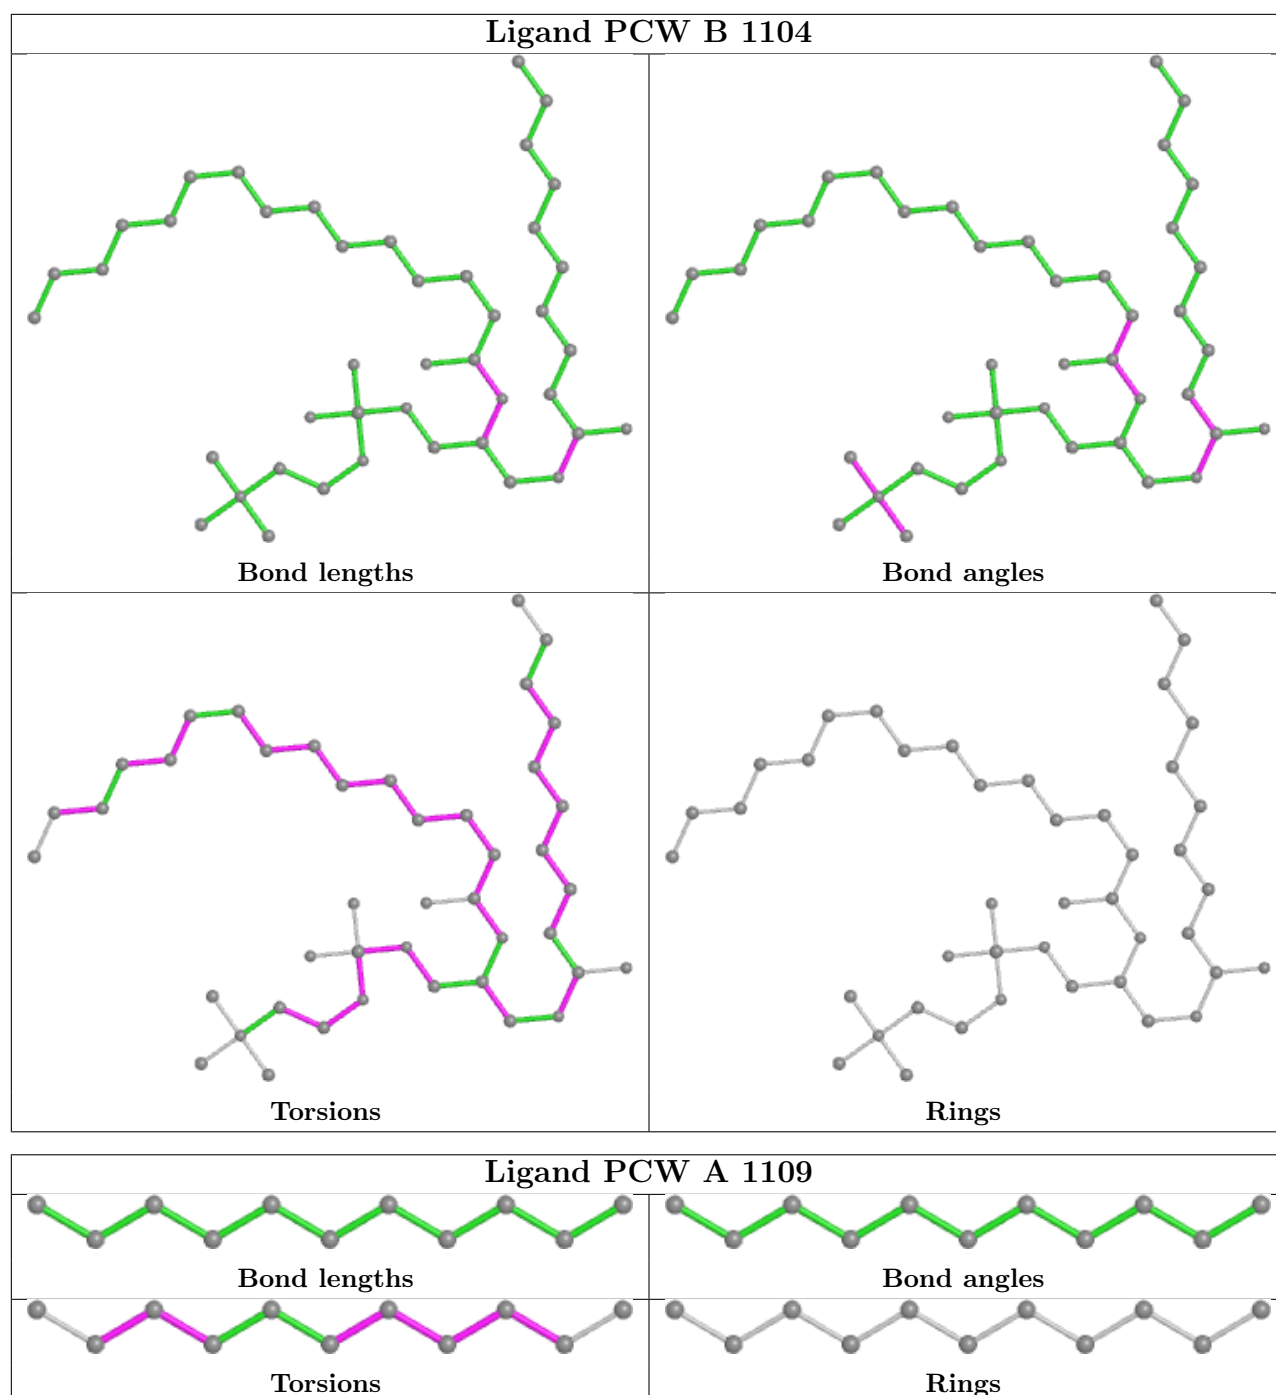 Ligand PCW B 1104
Bond lengths
Bond angles
Torsions
Rings
Ligand PCW A 1109
Bond lengths
Bond angles
Torsions
Rings